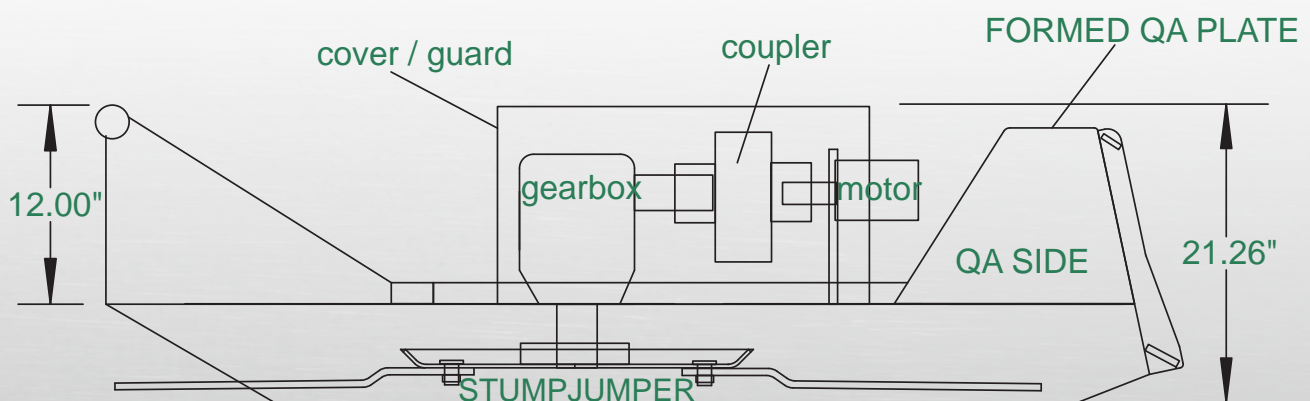 FORMED QA PLATE
cover / guard
coupler
12.00"
gearbox
motor
QA SIDE
21.26"
STUMPJUMPER